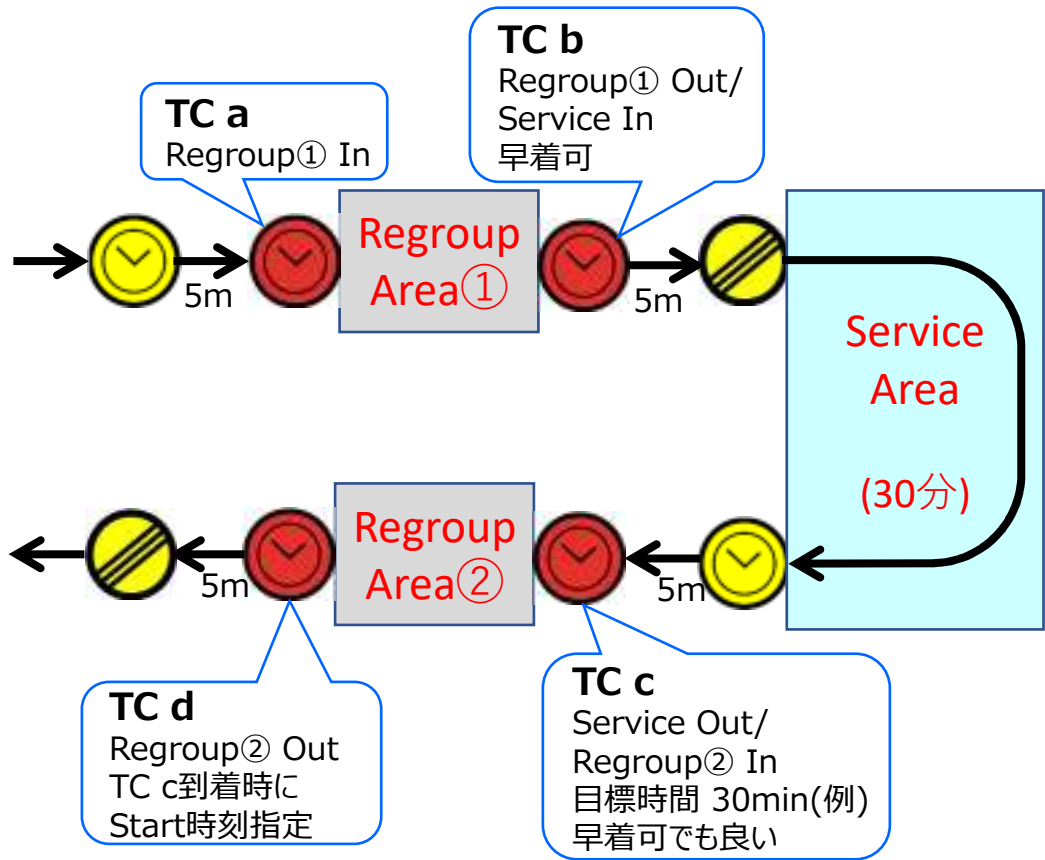 TC a
Regroup① In
TC b
Regroup① Out/
Service In
早着可
5m
Regroup
Area①
5m
Service
Area
(30分)
5m
Regroup
Area②
5m
TC d
Regroup② Out
TC c到着時に
Start時刻指定
TC c
Service Out/
Regroup② In
目標時間 30min(例)
早着可でも良い